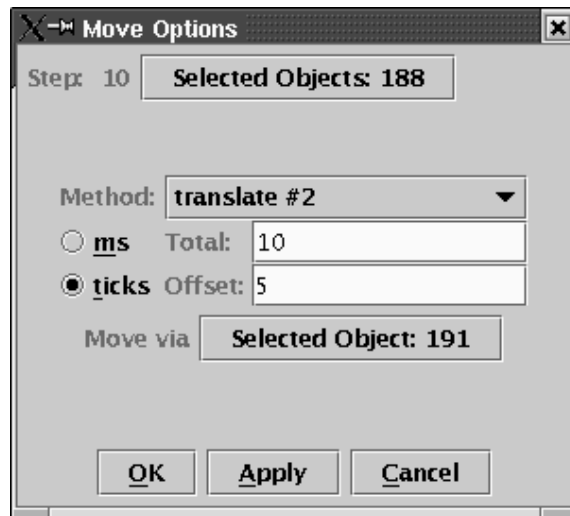 Move Options
Step: 10 Selected Objects: 188
Method: translate #2
ms Total: 10
ticks Offset: 5
Move via Selected Object: 191
OK Apply Cancel